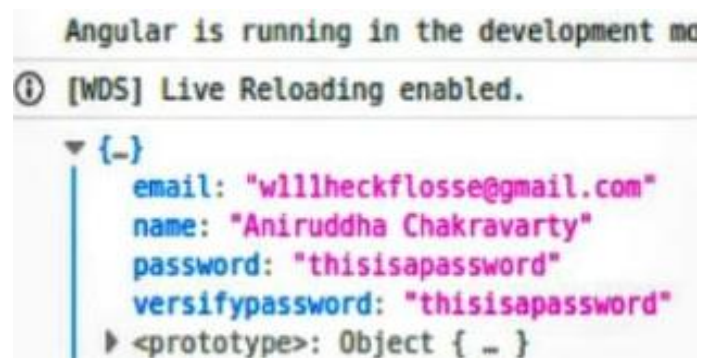 Angular is running in the development mo
[WDS] Live Reloading enabled.
{…}
email: "w111heckflosse@gmail.com"
name: "Aniruddha Chakravarty"
password: "thisisapassword"
versifypassword: "thisisapassword"
<prototype>: Object { … }